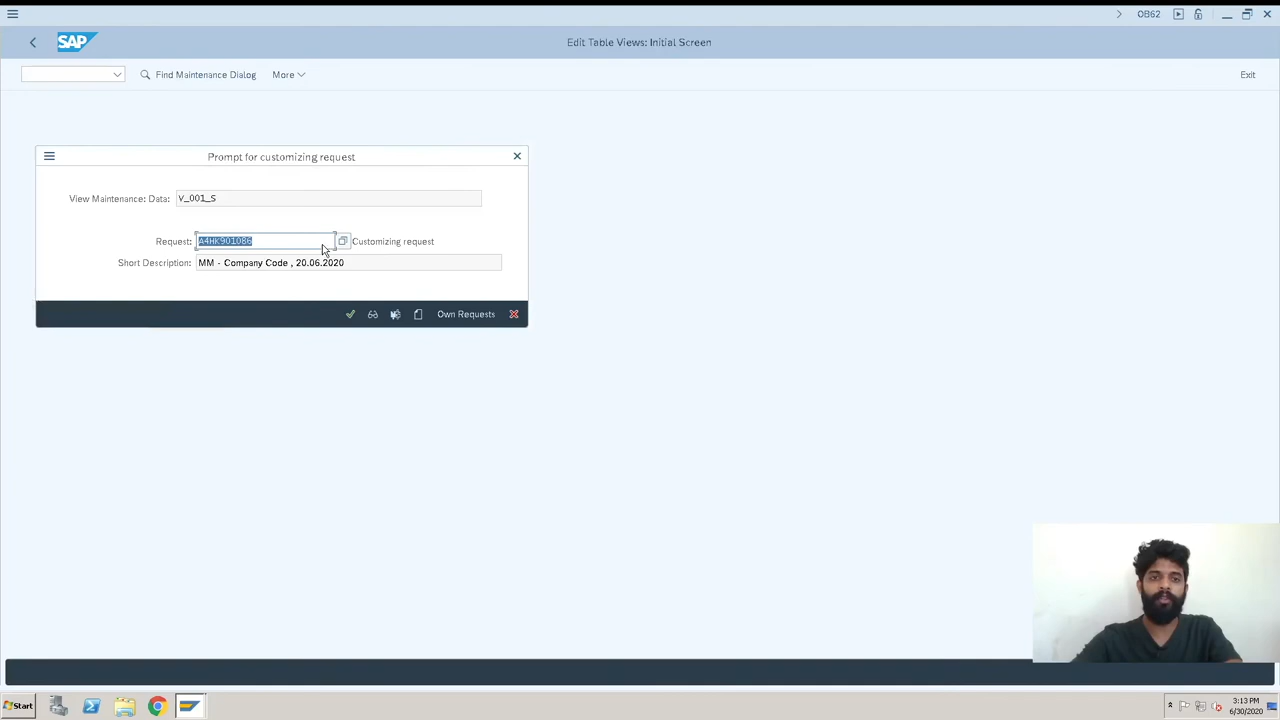 OB62
SAP
Edit Table Views: Initial Screen
Find Maintenance Dialog
More
Exit
Prompt for customizing request
View Maintenance: Data: V_001_S
Request: A4HK901086 Customizing request
Short Description: MM - Company Code , 20.06.2020
Own Requests
Start
3:13 PM
6/30/2020